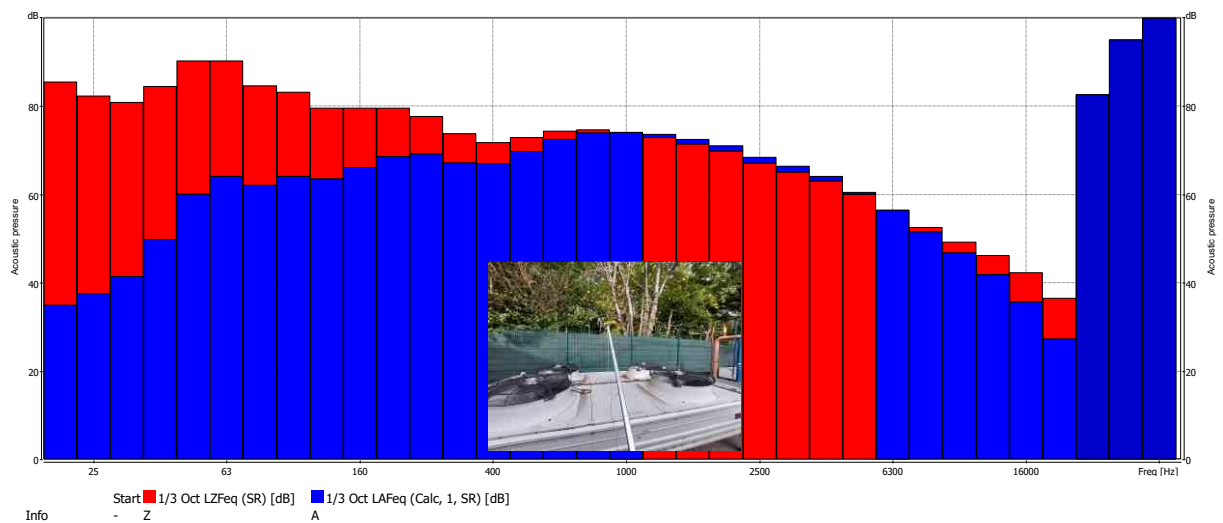 dB
dB
80
80
60
60
40
40
20
20
0
0
Acoustic pressure
Acoustic pressure
25
63
160
400
1000
2500
6300
16000
Freq [Hz]
Start 1/3 Oct LZFeq (SR) [dB] 1/3 Oct LAFeq (Calc, 1, SR) [dB]
Info - Z A